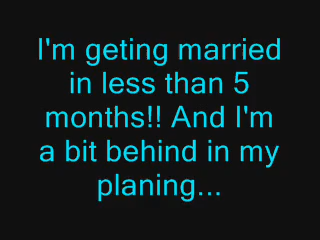 I'm geting married
in less than 5
months!! And I'm
a bit behind in my
planing...